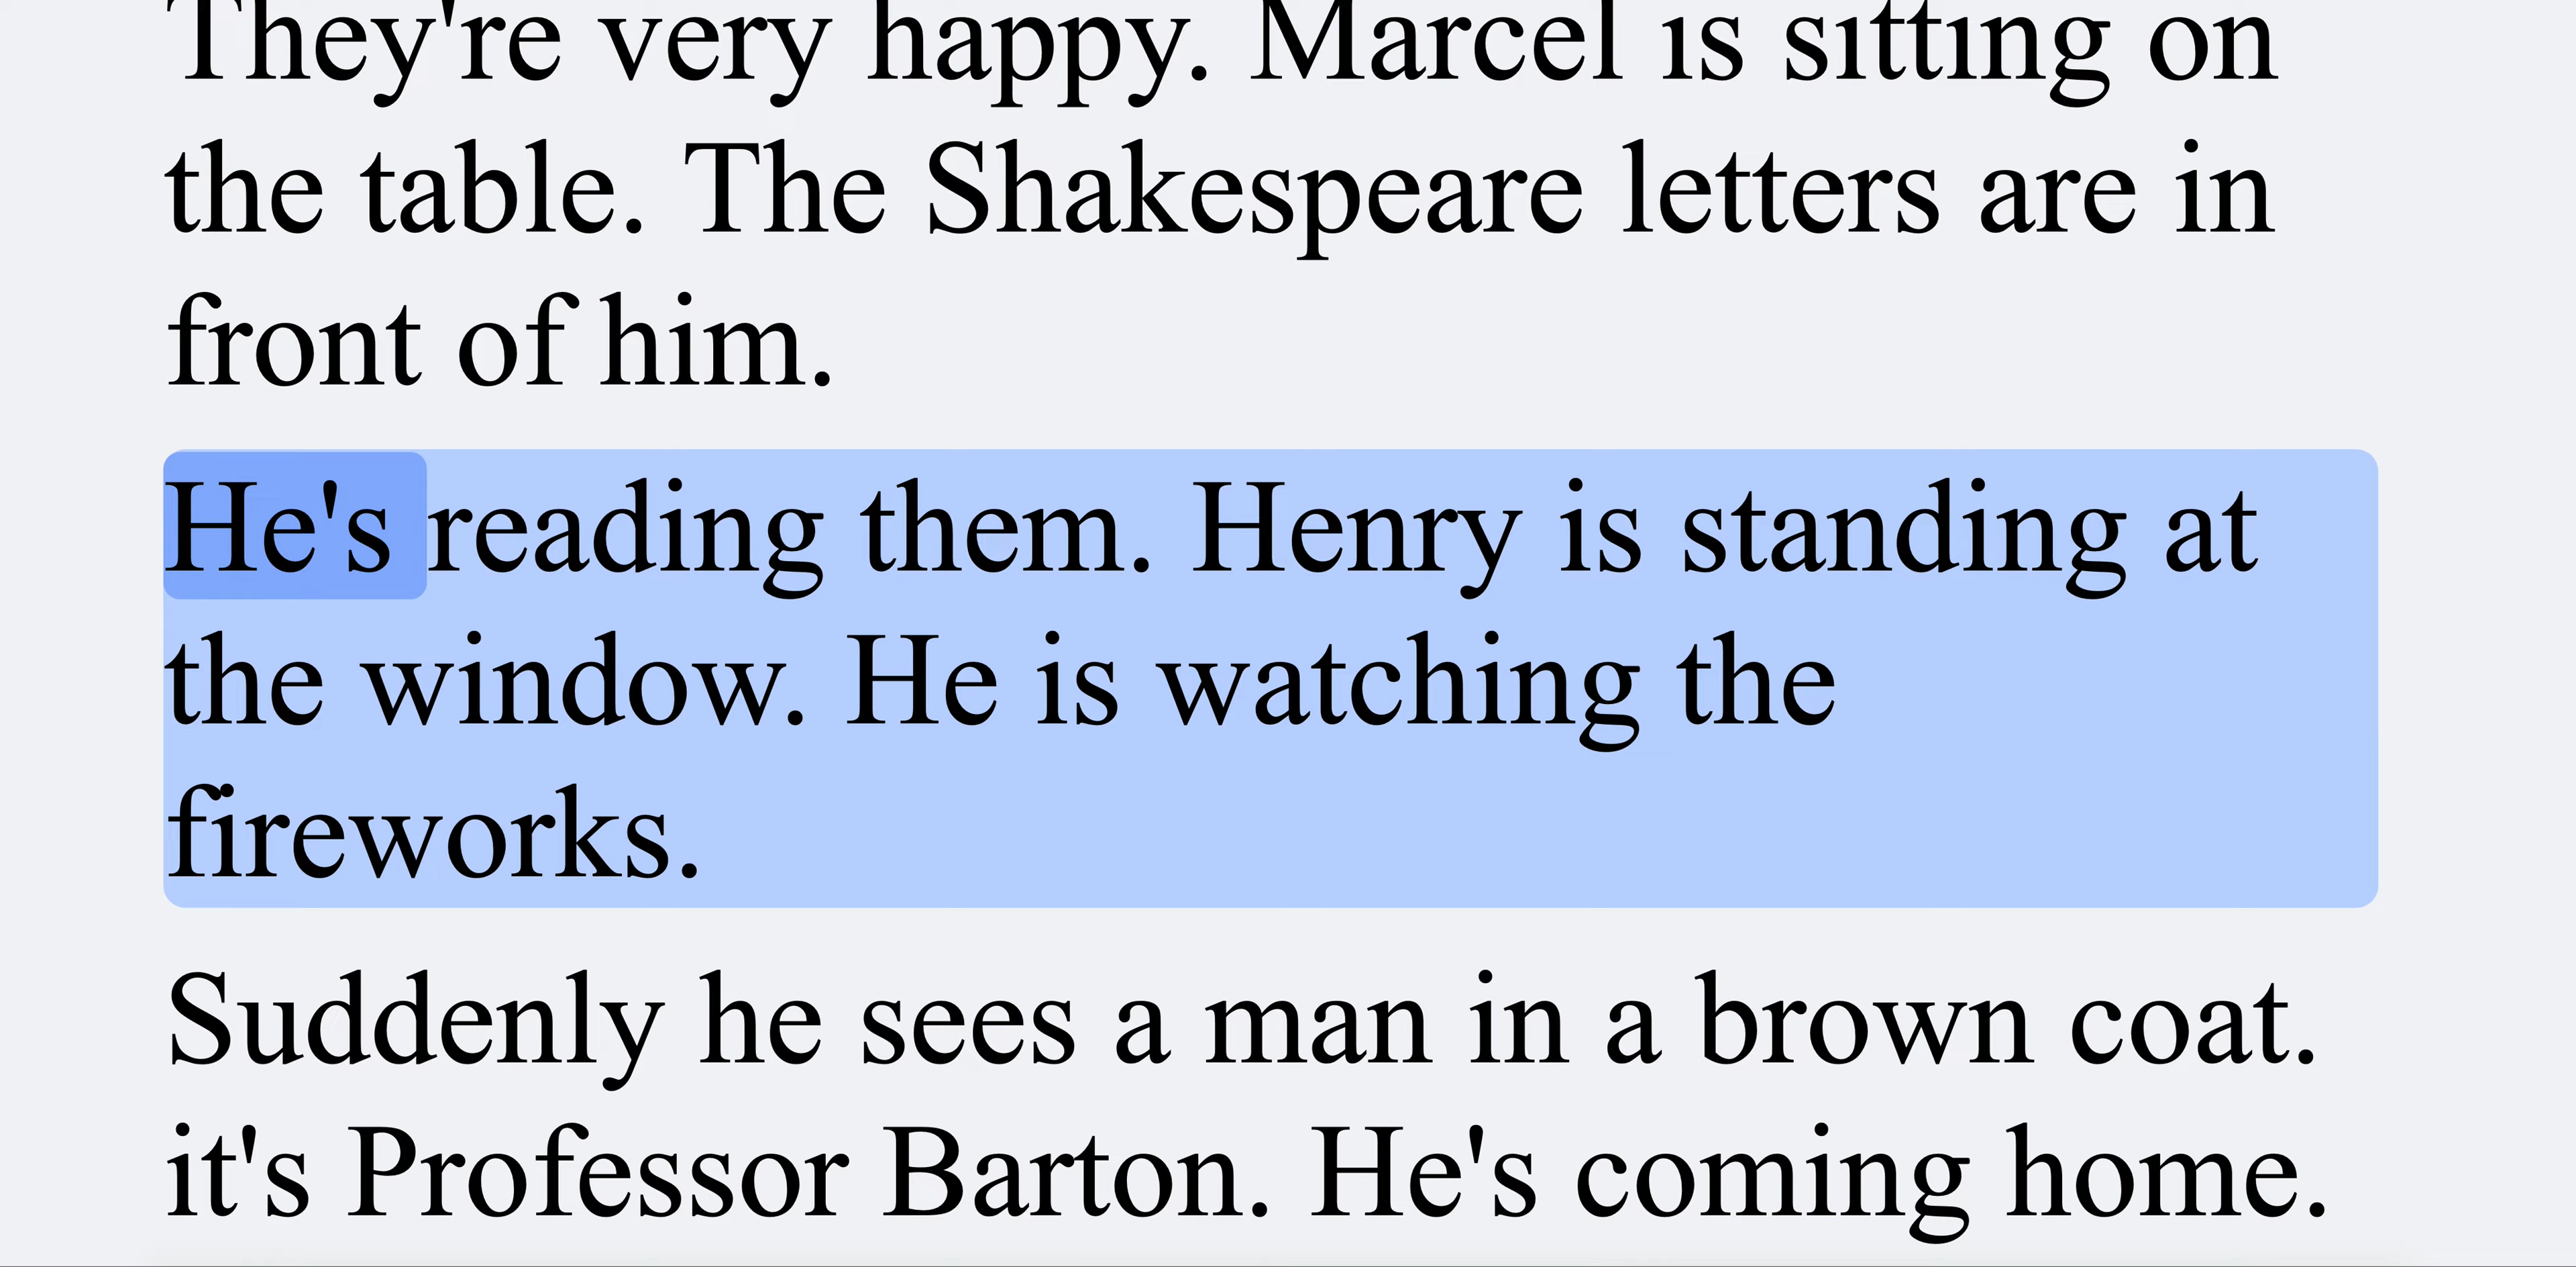 They're very happy. Marcel is sitting on
the table. The Shakespeare letters are in
front of him.
He's reading them. Henry is standing at
the window. He is watching the
fireworks.
Suddenly he sees a man in a brown coat.
it's Professor Barton. He's coming home.